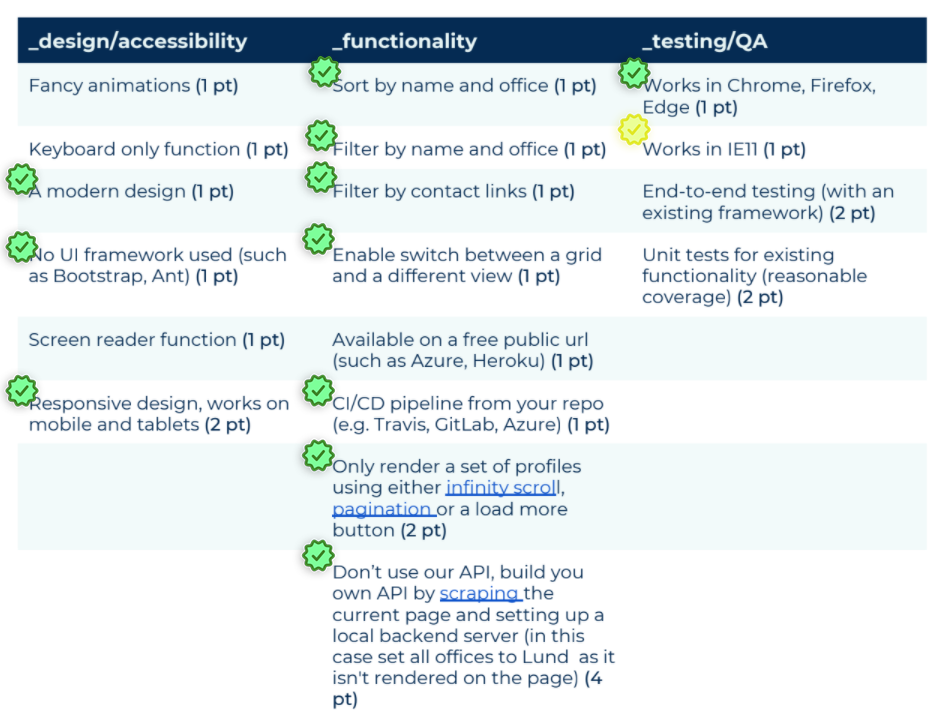 _design/accessibility
_functionality
_testing/QA
Fancy animations (1 pt)
Sort by name and office (1 pt)
Works in Chrome, Firefox,
Edge (1 pt)
Keyboard only function (1 pt)
Filter by name and office (1 pt)
Works in IE11 (1 pt)
A modern design (1 pt)
Filter by contact links (1 pt)
End-to-end testing (with an
existing framework) (2 pt)
No UI framework used (such
as Bootstrap, Ant) (1 pt)
Enable switch between a grid
and a different view (1 pt)
Unit tests for existing
functionality (reasonable
coverage) (2 pt)
Screen reader function (1 pt)
Available on a free public url
(such as Azure, Heroku) (1 pt)
Responsive design, works on
mobile and tablets (2 pt)
CI/CD pipeline from your repo
(e.g. Travis, GitLab, Azure) (1 pt)
Only render a set of profiles
using either infinity scroll,
pagination or a load more
button (2 pt)
Don't use our API, build you
own API by scraping the
current page and setting up a
local backend server (in this
case set all offices to Lund as it
isn't rendered on the page) (4
pt)